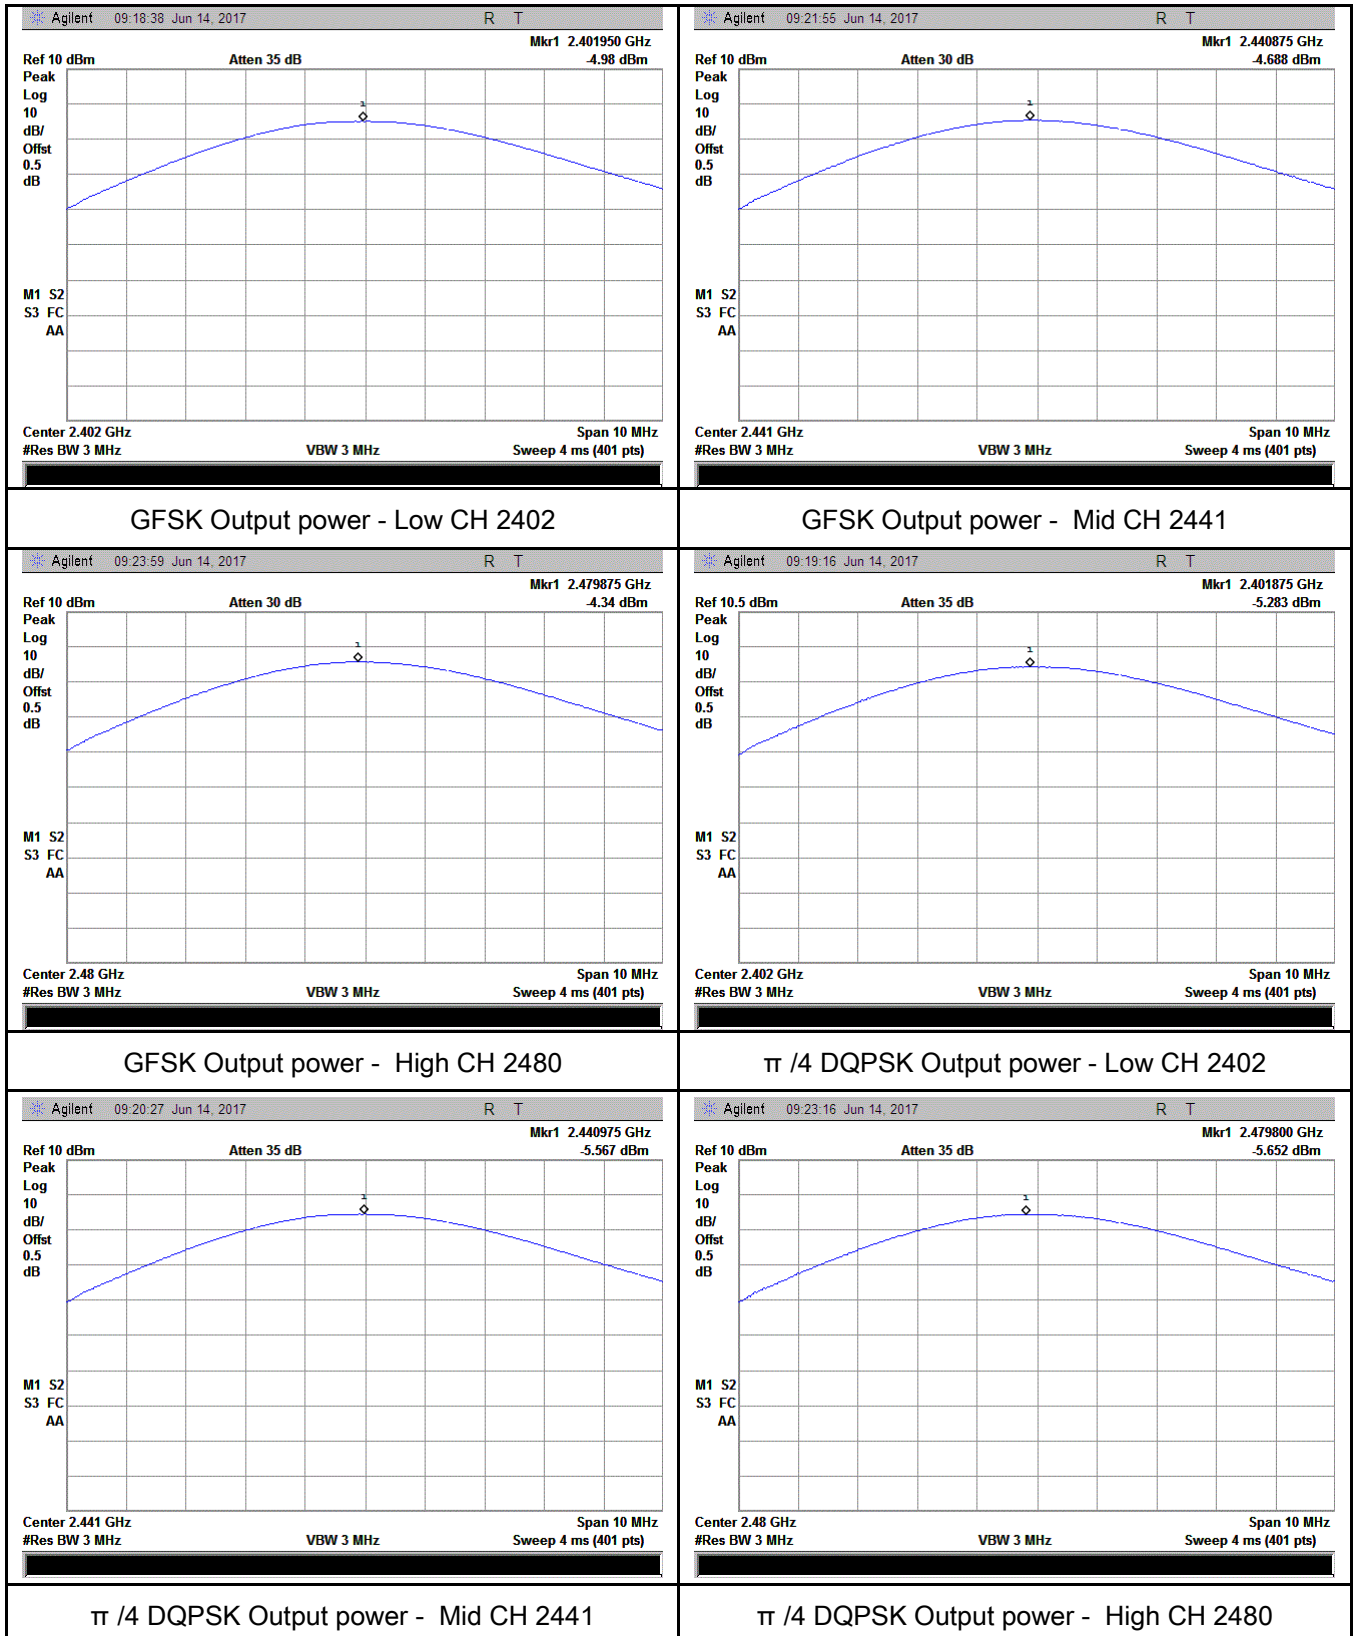 Agilent 09:18:38 Jun 14, 2017 R T
Mkr1 2.401950 GHz
Ref 10 dBm Atten 35 dB -4.98 dBm
Peak
Log
10
dB/
Offst
0.5
dB
1
M1 S2
S3 FC
AA
Center 2.402 GHz Span 10 MHz
#Res BW 3 MHz VBW 3 MHz Sweep 4 ms (401 pts)
GFSK Output power - Low CH 2402
Agilent 09:21:55 Jun 14, 2017 R T
Mkr1 2.440875 GHz
Ref 10 dBm Atten 30 dB -4.688 dBm
Peak
Log
10
dB/
Offst
0.5
dB
1
M1 S2
S3 FC
AA
Center 2.441 GHz Span 10 MHz
#Res BW 3 MHz VBW 3 MHz Sweep 4 ms (401 pts)
GFSK Output power - Mid CH 2441
Agilent 09:23:59 Jun 14, 2017 R T
Mkr1 2.479875 GHz
Ref 10 dBm Atten 30 dB -4.34 dBm
Peak
Log
10
dB/
Offst
0.5
dB
1
M1 S2
S3 FC
AA
Center 2.48 GHz Span 10 MHz
#Res BW 3 MHz VBW 3 MHz Sweep 4 ms (401 pts)
GFSK Output power - High CH 2480
Agilent 09:19:16 Jun 14, 2017 R T
Mkr1 2.401875 GHz
Ref 10.5 dBm Atten 35 dB -5.283 dBm
Peak
Log
10
dB/
Offst
0.5
dB
1
M1 S2
S3 FC
AA
Center 2.402 GHz Span 10 MHz
#Res BW 3 MHz VBW 3 MHz Sweep 4 ms (401 pts)
π /4 DQPSK Output power - Low CH 2402
Agilent 09:20:27 Jun 14, 2017 R T
Mkr1 2.440975 GHz
Ref 10 dBm Atten 35 dB -5.567 dBm
Peak
Log
10
dB/
Offst
0.5
dB
1
M1 S2
S3 FC
AA
Center 2.441 GHz Span 10 MHz
#Res BW 3 MHz VBW 3 MHz Sweep 4 ms (401 pts)
π /4 DQPSK Output power - Mid CH 2441
Agilent 09:23:16 Jun 14, 2017 R T
Mkr1 2.479800 GHz
Ref 10 dBm Atten 35 dB -5.652 dBm
Peak
Log
10
dB/
Offst
0.5
dB
1
M1 S2
S3 FC
AA
Center 2.48 GHz Span 10 MHz
#Res BW 3 MHz VBW 3 MHz Sweep 4 ms (401 pts)
π /4 DQPSK Output power - High CH 2480